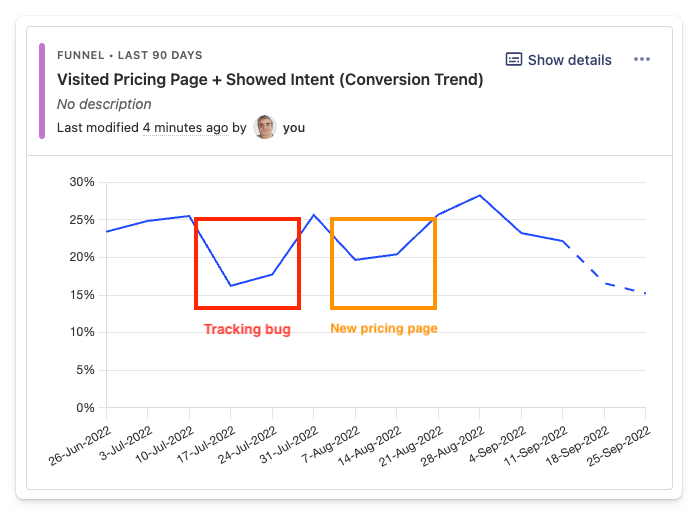 FUNNEL • LAST 90 DAYS
Show details
Visited Pricing Page + Showed Intent (Conversion Trend)
No description
Last modified 4 minutes ago by you
30%
25%
20%
15%
10%
5%
0%
Tracking bug
New pricing page
26-Jun-2022
3-Jul-2022
10-Jul-2022
17-Jul-2022
24-Jul-2022
31-Jul-2022
7-Aug-2022
14-Aug-2022
21-Aug-2022
28-Aug-2022
4-Sep-2022
11-Sep-2022
18-Sep-2022
25-Sep-2022